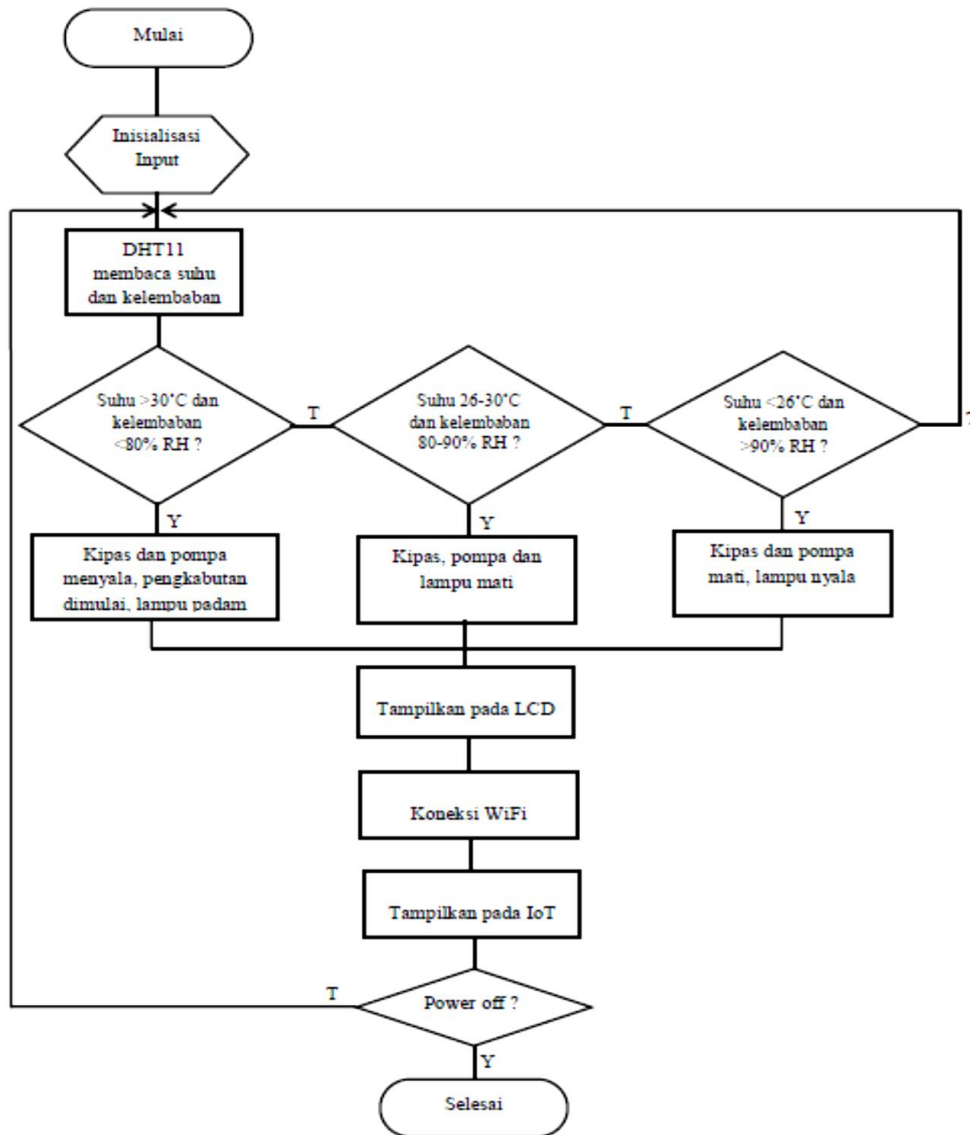 Mulai
Inisialisasi
Input
DHT11
membaca suhu
dan kelembaban
Suhu >30°C dan
kelembaban
<80% RH ?
T
Suhu 26-30°C
dan kelembaban
80-90% RH ?
T
Suhu <26°C dan
kelembaban
>90% RH ?
Y
Kipas dan pompa
menyala, pengkabutan
dimulai, lampu padam
Y
Kipas, pompa dan
lampu mati
Y
Kipas dan pompa
mati, lampu nyala
Tampilkan pada LCD
Koneksi WiFi
Tampilkan pada IoT
T
Power off ?
Y
Selesai